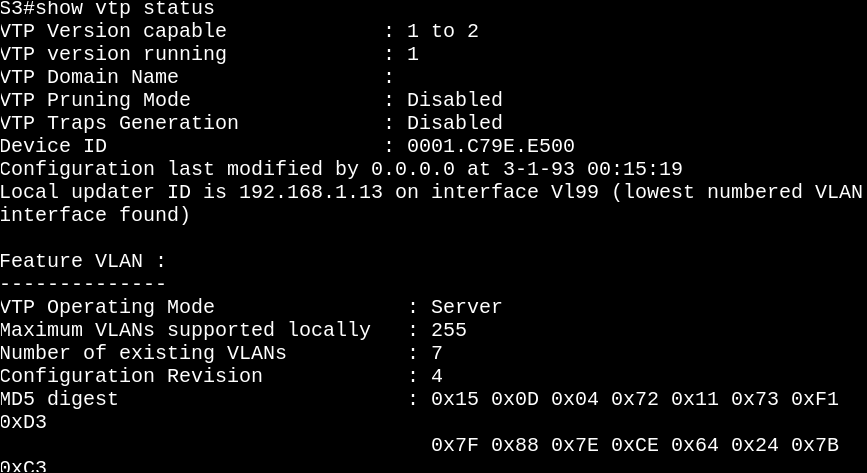 S3#show vtp status
VTP Version capable             : 1 to 2
VTP version running             : 1
VTP Domain Name                 :
VTP Pruning Mode                : Disabled
VTP Traps Generation            : Disabled
Device ID                       : 0001.C79E.E500
Configuration last modified by 0.0.0.0 at 3-1-93 00:15:19
Local updater ID is 192.168.1.13 on interface Vl99 (lowest numbered VLAN
interface found)

Feature VLAN :
--------------
VTP Operating Mode                : Server
Maximum VLANs supported locally   : 255
Number of existing VLANs          : 7
Configuration Revision            : 4
MD5 digest                        : 0x15 0x0D 0x04 0x72 0x11 0x73 0xF1
0xD3
                                    0x7F 0x88 0x7E 0xCE 0x64 0x24 0x7B
0xC3